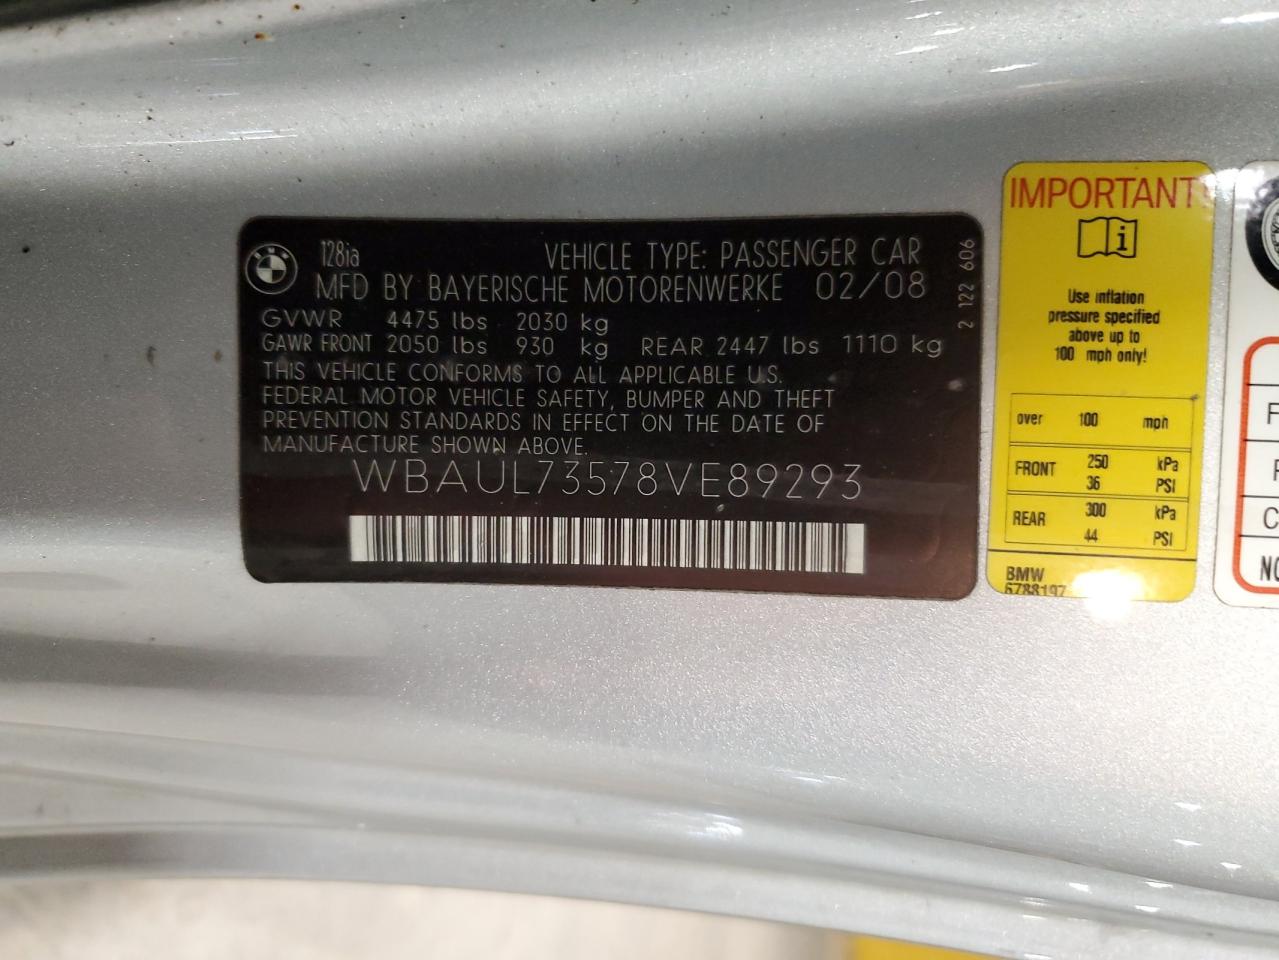 128ia
VEHICLE TYPE: PASSENGER CAR
MFD BY BAYERISCHE MOTORENWERKE 02/08
GVWR 4475 lbs 2030 kg
GAWR FRONT 2050 lbs 930 kg REAR 2447 lbs 1110 kg
THIS VEHICLE CONFORMS TO ALL APPLICABLE U.S.
FEDERAL MOTOR VEHICLE SAFETY, BUMPER AND THEFT
PREVENTION STANDARDS IN EFFECT ON THE DATE OF
MANUFACTURE SHOWN ABOVE.
WBAUL73578VE89293
2 122 606
IMPORTANT
Use inflation
pressure specified
above up to
100 mph only!
over 100 mph
FRONT 250 kPa
36 PSI
REAR 300 kPa
44 PSI
BMW
6788197
F
C
NO